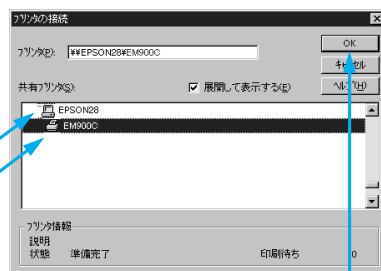 プリンタの接続
プリンタ(P): ¥¥EPSON28¥EM900C
OK
キャンセル
共有プリンタ(S):
展開して表示する(E)
ヘルプ(H)
EPSON28
EM900C
プリンタ情報
説明
状態 準備完了 印刷待ち 0